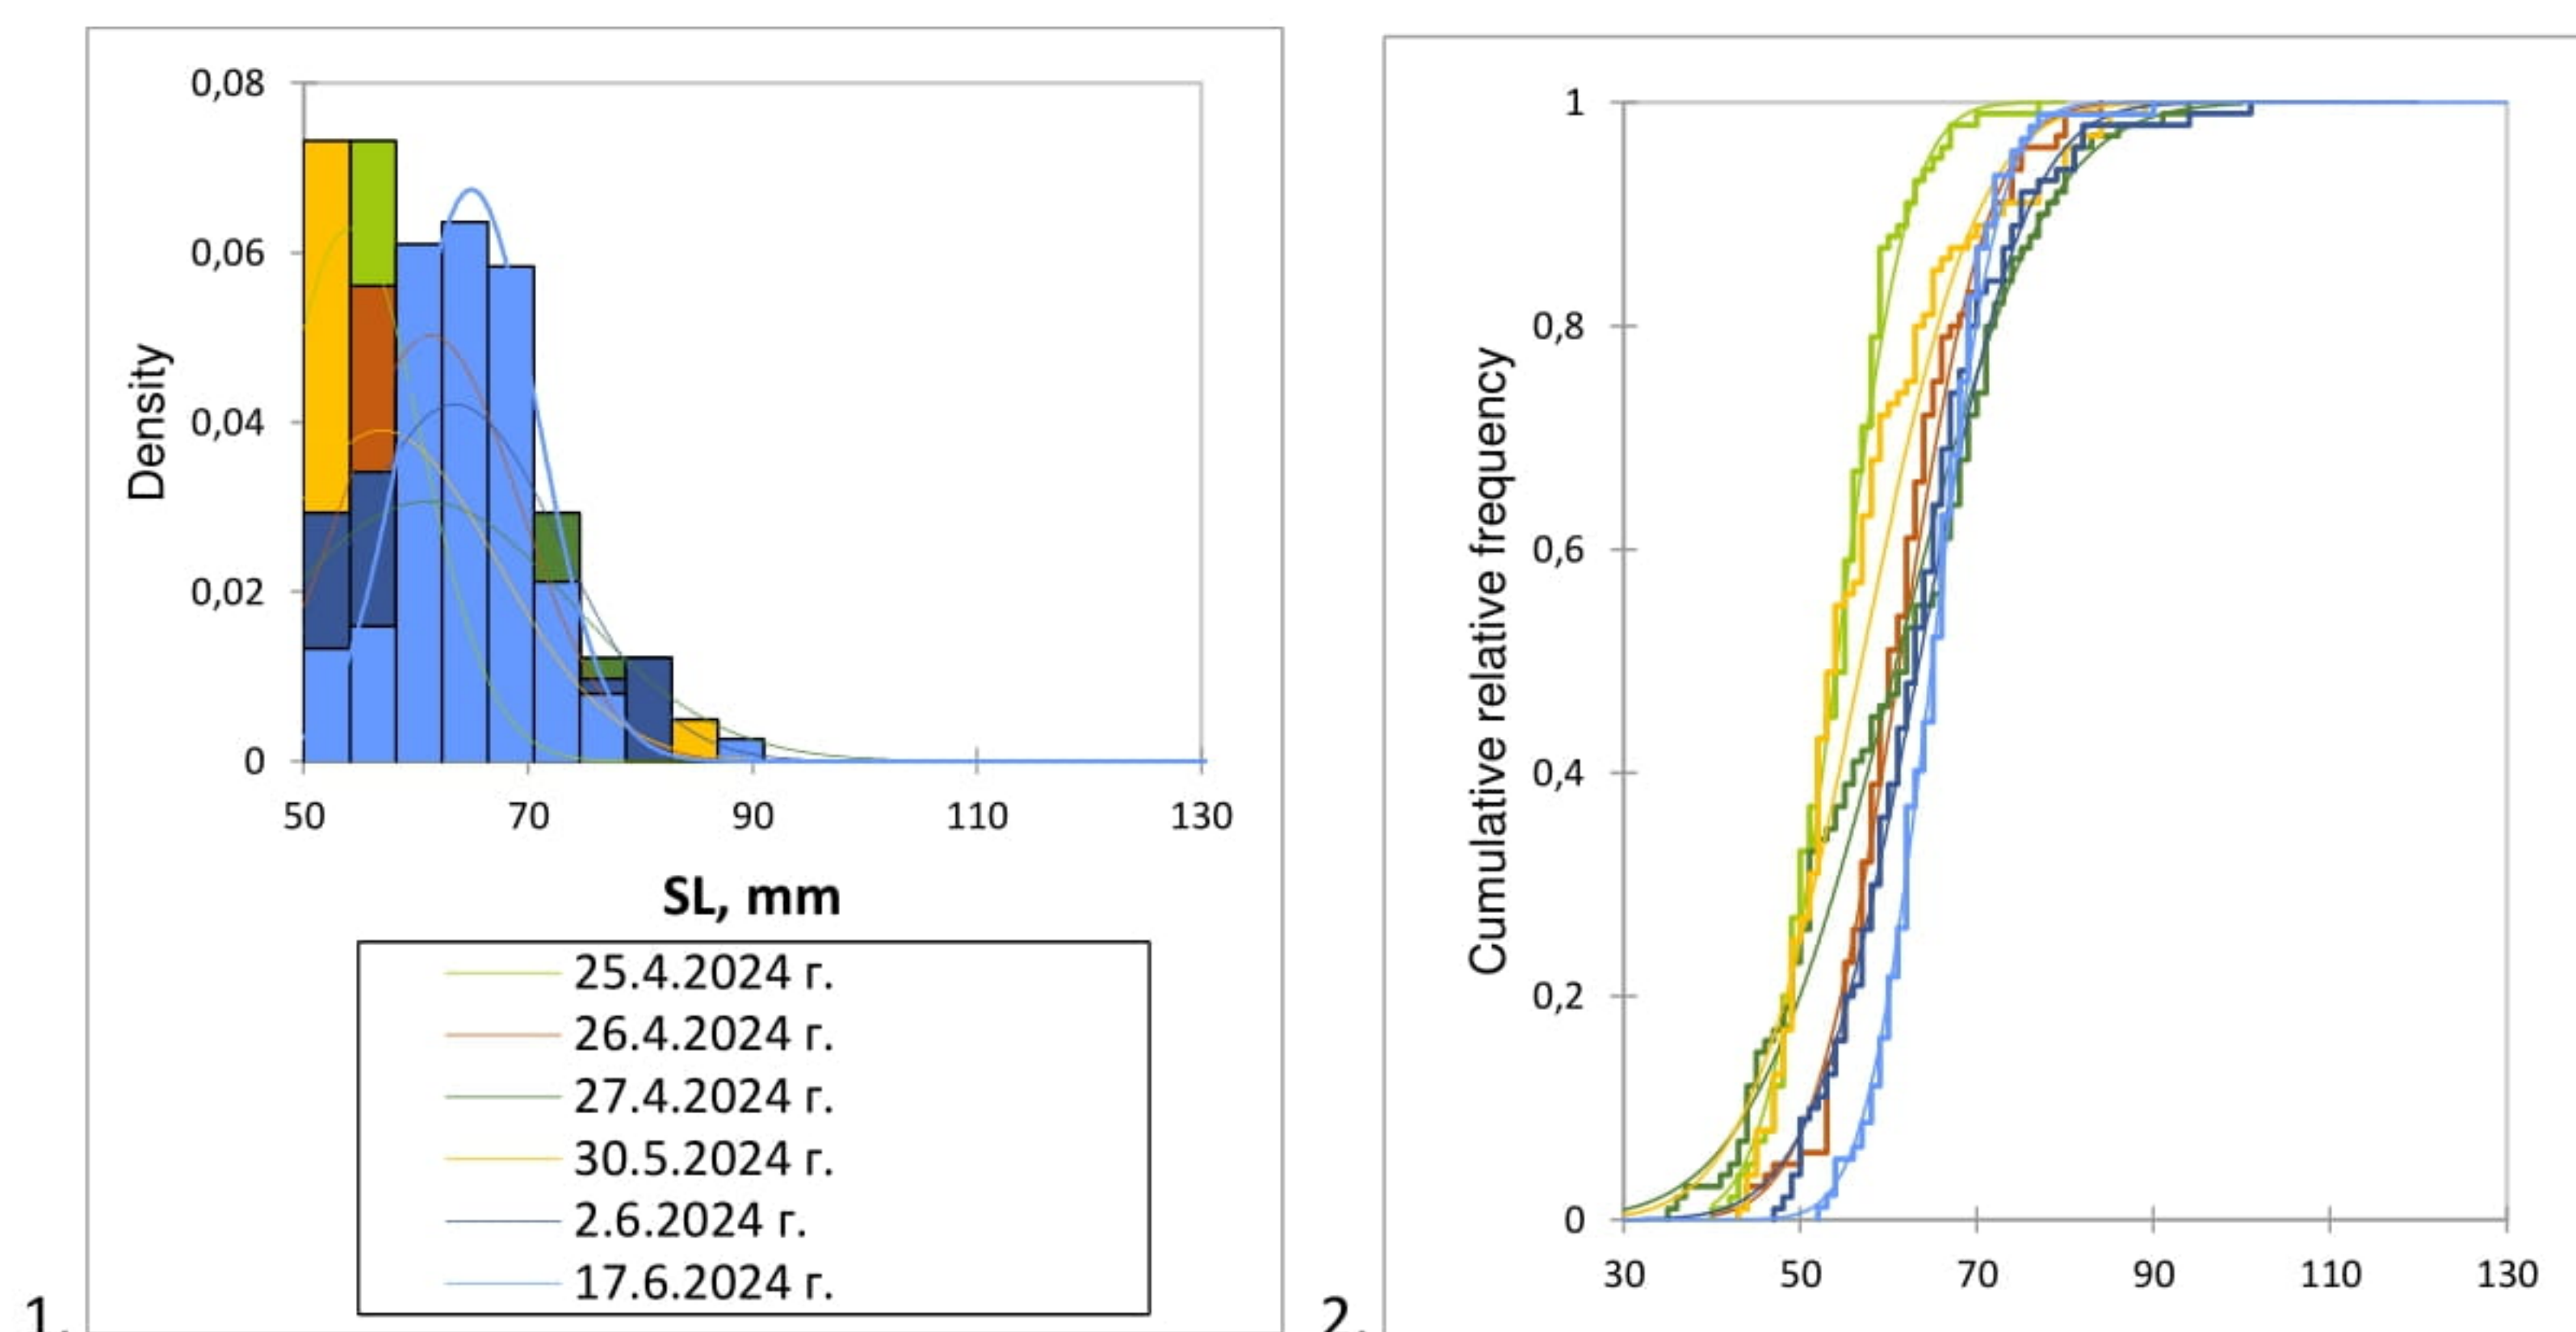 0,08
0,06
0,04
0,02
0
Density
50 70 90 110 130
SL, mm
25.4.2024 г.
26.4.2024 г.
27.4.2024 г.
30.5.2024 г.
2.6.2024 г.
17.6.2024 г.
1.
1
0,8
0,6
0,4
0,2
0
Cumulative relative frequency
30 50 70 90 110 130
2.